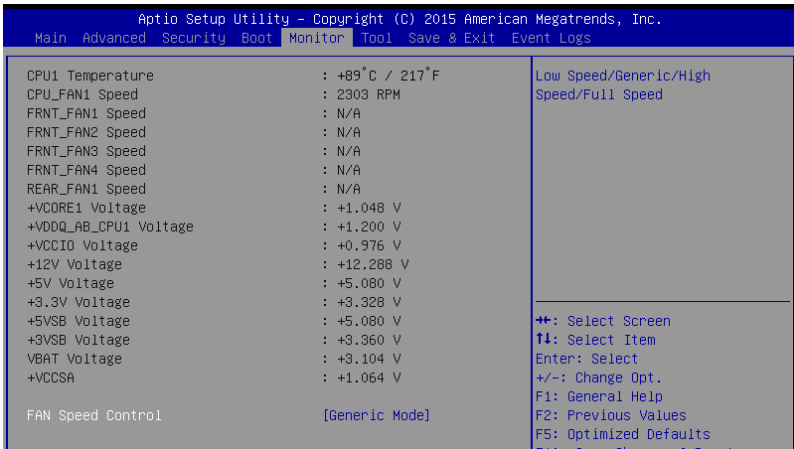 Aptio Setup Utility – Copyright (C) 2015 American Megatrends, Inc.
Main Advanced Security Boot Monitor Tool Save & Exit Event Logs
CPU1 Temperature : +89°C / 217°F
CPU_FAN1 Speed : 2303 RPM
FRNT_FAN1 Speed : N/A
FRNT_FAN2 Speed : N/A
FRNT_FAN3 Speed : N/A
FRNT_FAN4 Speed : N/A
REAR_FAN1 Speed : N/A
+VCORE1 Voltage : +1.048 V
+VDDQ_AB_CPU1 Voltage : +1.200 V
+VCCIO Voltage : +0.976 V
+12V Voltage : +12.288 V
+5V Voltage : +5.080 V
+3.3V Voltage : +3.328 V
+5VSB Voltage : +5.080 V
+3VSB Voltage : +3.360 V
VBAT Voltage : +3.104 V
+VCCSA : +1.064 V
FAN Speed Control [Generic Mode]
Low Speed/Generic/High
Speed/Full Speed
→←: Select Screen
↑↓: Select Item
Enter: Select
+/-: Change Opt.
F1: General Help
F2: Previous Values
F5: Optimized Defaults